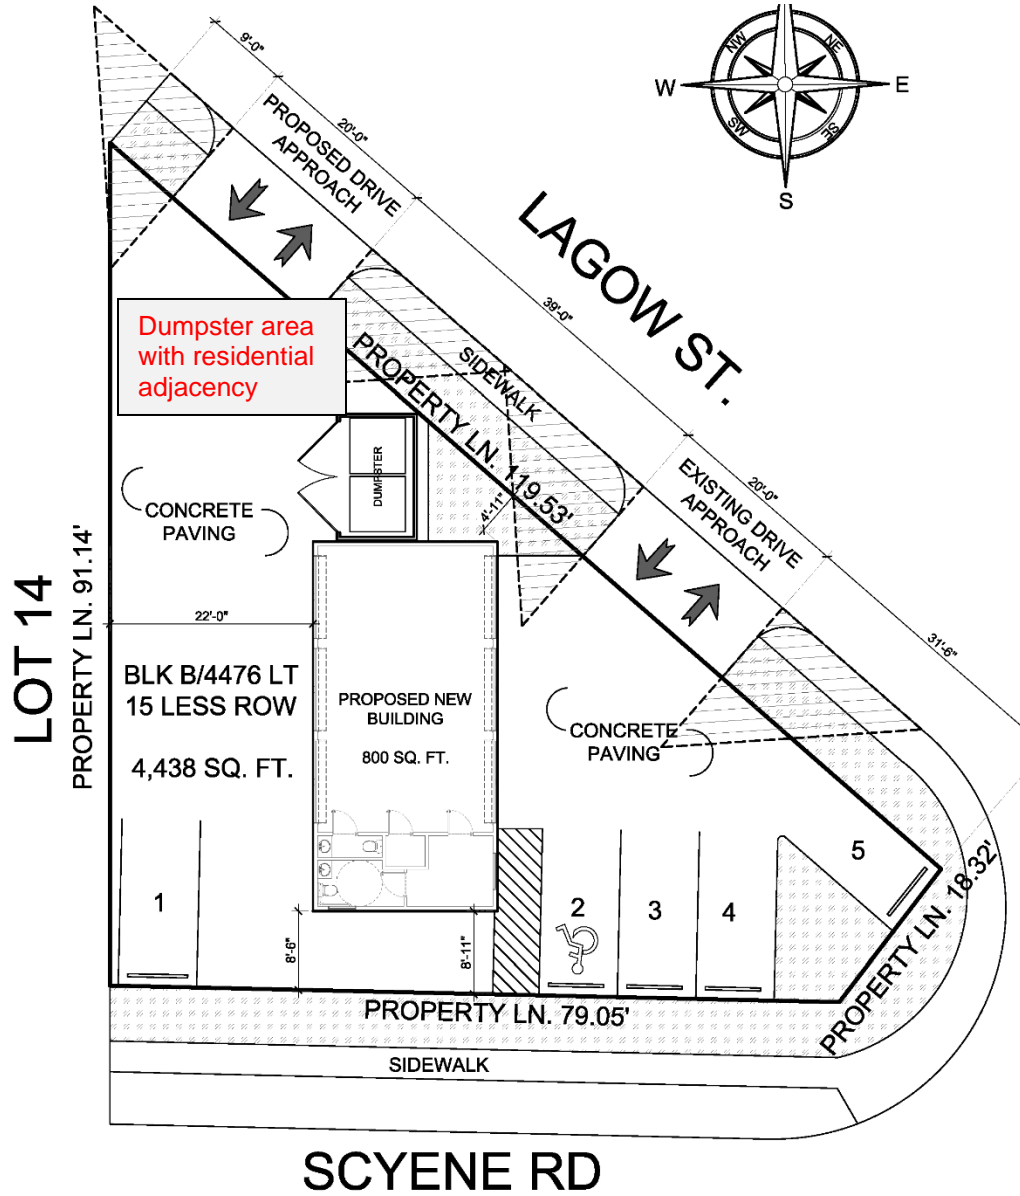 9'-0"
20'-0"
PROPOSED DRIVE
APPROACH
NW
NE
W
E
SW
SE
S
LAGOW ST.
39'-0"
Dumpster area
with residential
adjacency
SIDEWALK
PROPERTY LN. 119.53'
DUMPSTER
4'-11"
EXISTING DRIVE
APPROACH
20'-0"
31'-6"
CONCRETE
PAVING
LOT 14
PROPERTY LN. 91.14'
22'-0"
BLK B/4476 LT
15 LESS ROW
4,438 SQ. FT.
PROPOSED NEW
BUILDING
800 SQ. FT.
CONCRETE
PAVING
1
2
3
4
5
8'-6"
8'-11"
PROPERTY LN. 18.32'
PROPERTY LN. 79.05'
SIDEWALK
SCYENE RD